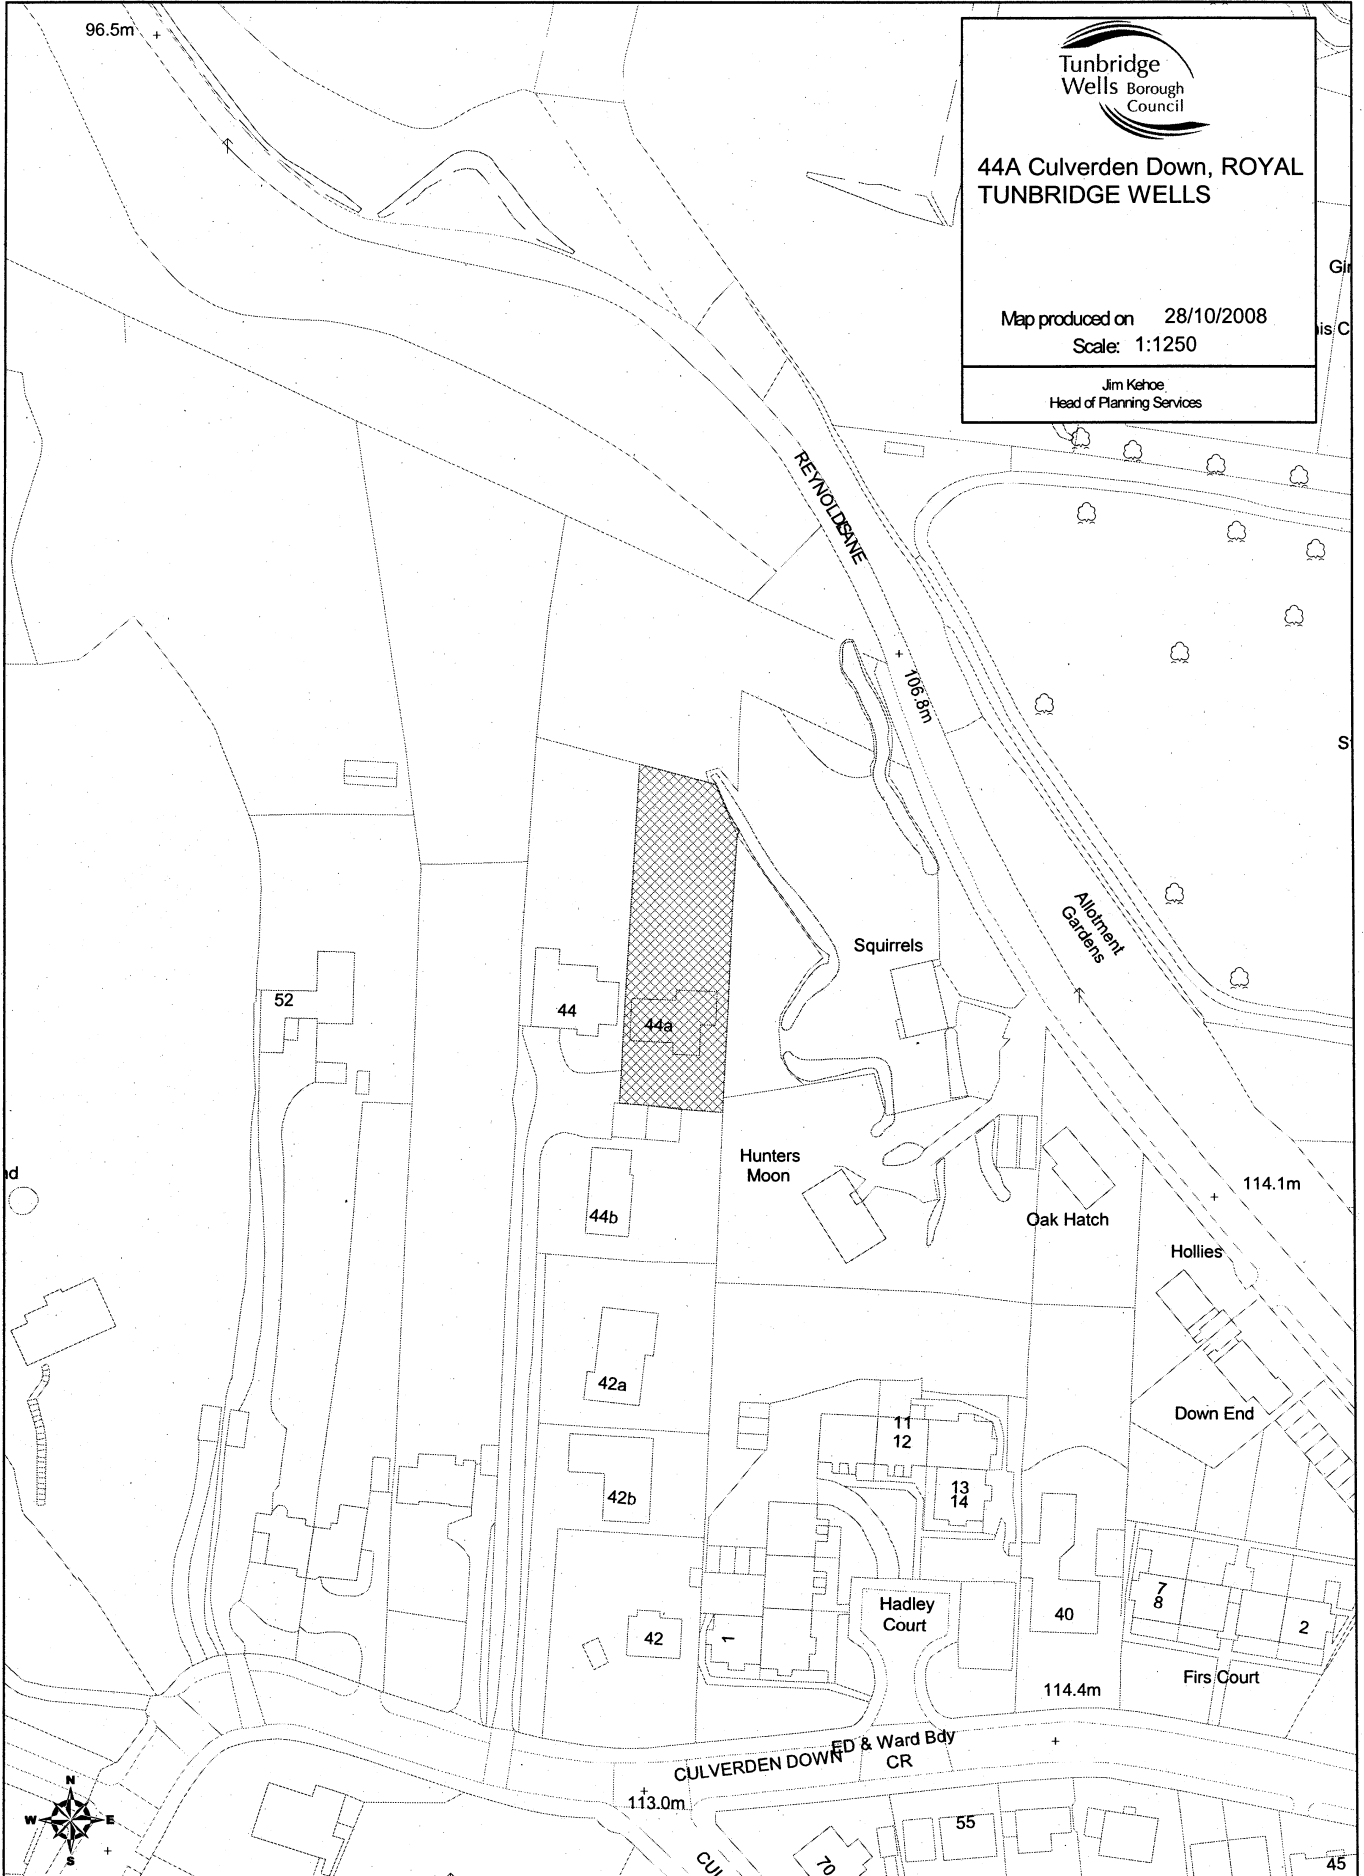 96.5m
Tunbridge
Wells Borough
Council
44A Culverden Down, ROYAL
TUNBRIDGE WELLS
Map produced on 28/10/2008
Scale: 1:1250
Jim Kehoe
Head of Planning Services
REYNOLDS LANE
106.8m
Allotment
Gardens
Squirrels
52
44
44a
Hunters
Moon
114.1m
44b
Oak Hatch
Hollies
42a
Down End
11
12
42b
13
14
7
8
Hadley
Court
40
42
1
2
Firs Court
114.4m
ED & Ward Bdy
CR
CULVERDEN DOWN
113.0m
N
W E
S
55
70
45